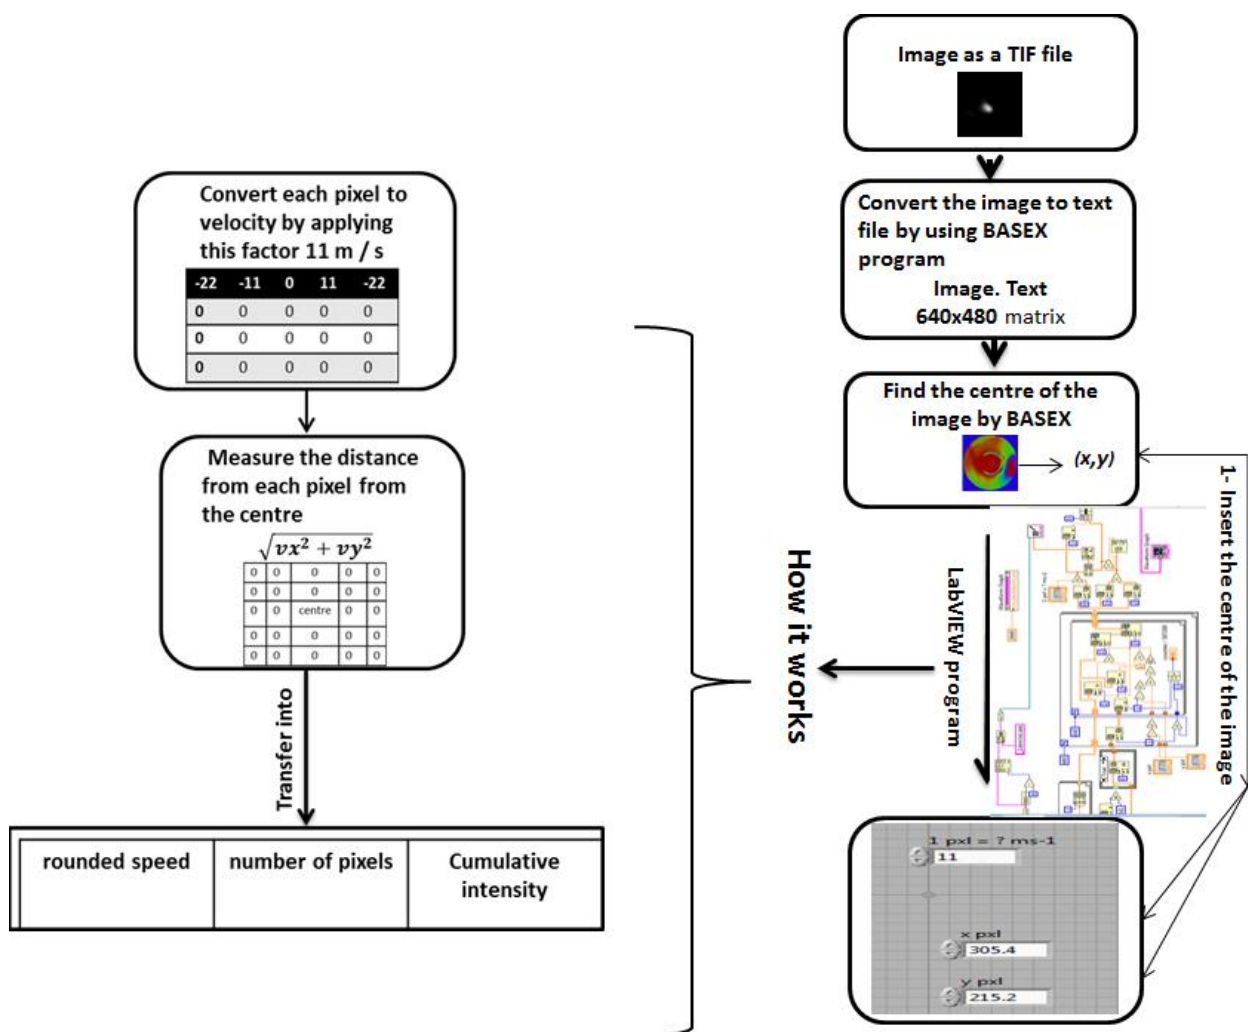 Image as a TIF file
Convert the image to text
file by using BASEX
program
Image. Text
640x480 matrix
Find the centre of the
image by BASEX
(x,y)
1- Insert the centre of the image
LabVIEW program
How it works
1 pxl = ? ms-1
11
x pxl
305.4
y pxl
215.2
Convert each pixel to
velocity by applying
this factor 11 m / s
-22 -11 0 11 -22
0 0 0 0 0
0 0 0 0 0
0 0 0 0 0
Measure the distance
from each pixel from
the centre
√vx² + vy²
0 0 0 0 0
0 0 0 0 0
0 0 centre 0 0
0 0 0 0 0
0 0 0 0 0
Transfer into
rounded speed number of pixels Cumulative
intensity